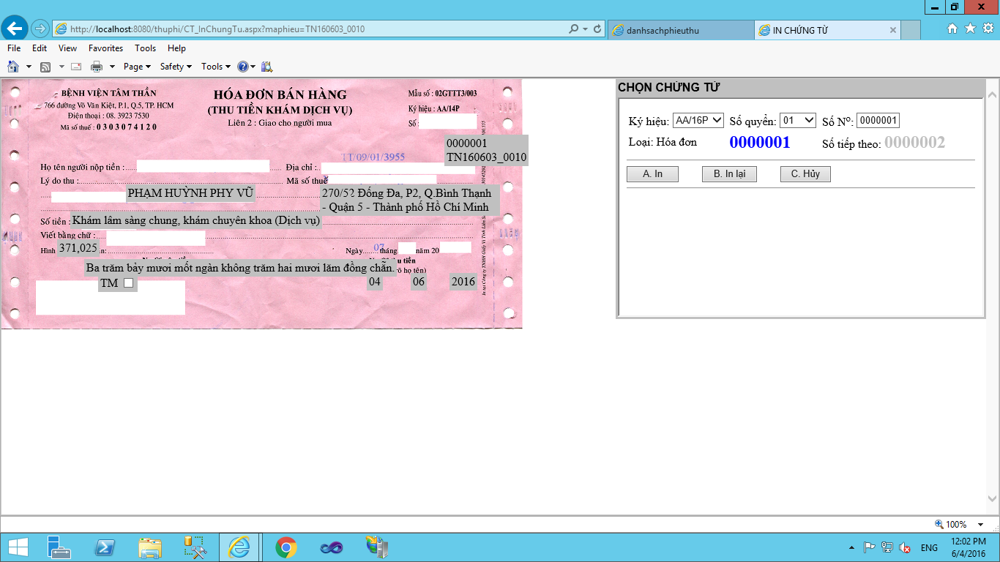 http://localhost:8080/thuphi/CT_InChungTu.aspx?maphieu=TN160603_0010
danhsachphieuthu
IN CHỨNG TỪ
File Edit View Favorites Tools Help
Page Safety Tools
BỆNH VIỆN TÂM THẦN
766 đường Võ Văn Kiệt, P.1, Q.5, TP. HCM
Điện thoại : 08. 3923 7530
Mã số thuế : 0 3 0 3 0 7 4 1 2 0
HÓA ĐƠN BÁN HÀNG
(THU TIỀN KHÁM DỊCH VỤ)
Liên 2 : Giao cho người mua
Mẫu số : 02GTTT3/003
Ký hiệu : AA/14P
Số :
0000001
TN160603_0010
TT/09/01/3955
Họ tên người nộp tiền : Địa chỉ :
Lý do thu : Mã số thuế
PHẠM HUỲNH PHY VŨ
270/52 Đống Đa, P2, Q.Bình Thạnh
- Quận 5 - Thành phố Hồ Chí Minh
Số tiền : Khám lâm sàng chung, khám chuyên khoa (Dịch vụ)
Viết bằng chữ :
Hình 371,025 Ngày 07 tháng năm 20
Ba trăm bảy mươi mốt ngàn không trăm hai mươi lăm đồng chẵn.
họ tên)
TM 04 06 2016
CHỌN CHỨNG TỪ
Ký hiệu: AA/16P Số quyển: 01 Số Nº: 0000001
Loại: Hóa đơn 0000001 Số tiếp theo: 0000002
A. In B. In lại C. Hủy
100%
ENG
12:02 PM
6/4/2016